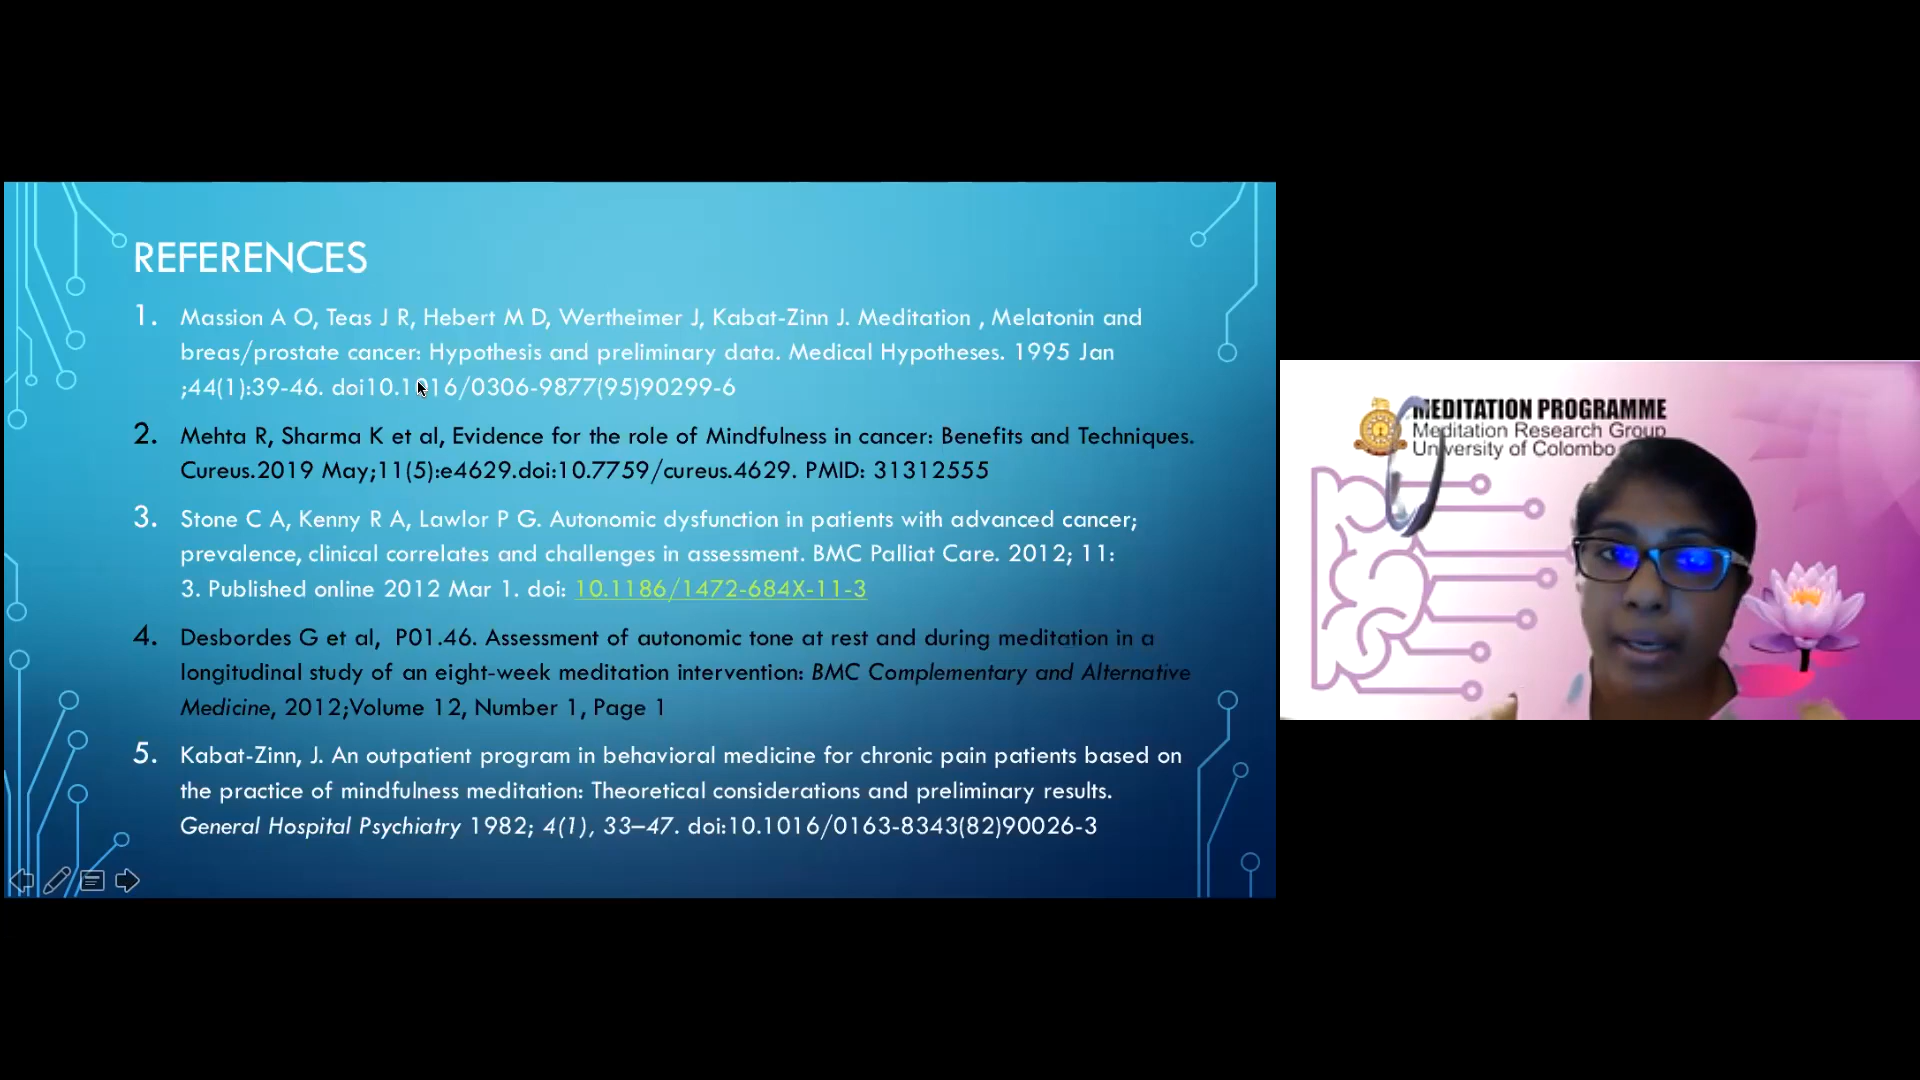 REFERENCES
1. Massion A O, Teas J R, Hebert M D, Wertheimer J, Kabat-Zinn J. Meditation , Melatonin and
breas/prostate cancer: Hypothesis and preliminary data. Medical Hypotheses. 1995 Jan
;44(1):39-46. doi10.1016/0306-9877(95)90299-6
2. Mehta R, Sharma K et al, Evidence for the role of Mindfulness in cancer: Benefits and Techniques.
Cureus.2019 May;11(5):e4629.doi:10.7759/cureus.4629. PMID: 31312555
3. Stone C A, Kenny R A, Lawlor P G. Autonomic dysfunction in patients with advanced cancer;
prevalence, clinical correlates and challenges in assessment. BMC Palliat Care. 2012; 11:
3. Published online 2012 Mar 1. doi: 10.1186/1472-684X-11-3
4. Desbordes G et al, P01.46. Assessment of autonomic tone at rest and during meditation in a
longitudinal study of an eight-week meditation intervention: BMC Complementary and Alternative
Medicine, 2012;Volume 12, Number 1, Page 1
5. Kabat-Zinn, J. An outpatient program in behavioral medicine for chronic pain patients based on
the practice of mindfulness meditation: Theoretical considerations and preliminary results.
General Hospital Psychiatry 1982; 4(1), 33–47. doi:10.1016/0163-8343(82)90026-3
MEDITATION PROGRAMME
Meditation Research Group
University of Colombo